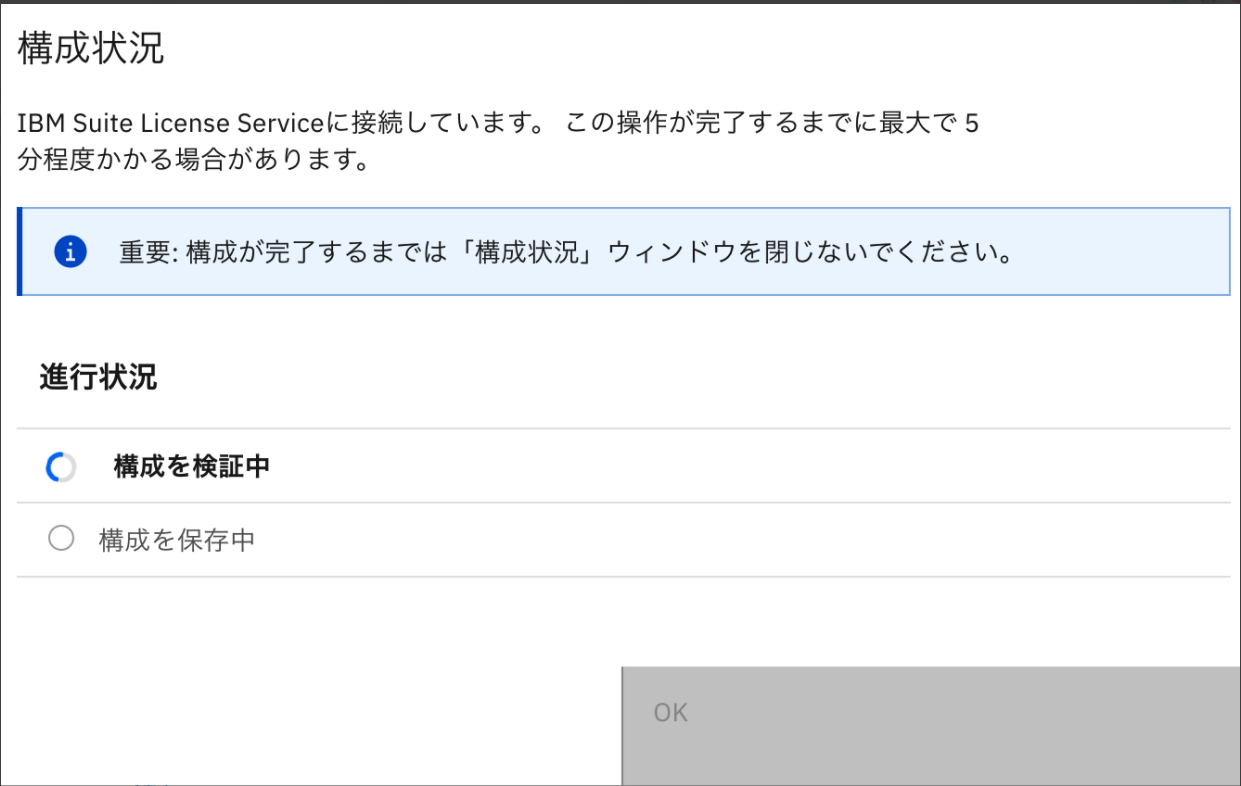 構成状況
IBM Suite License Serviceに接続しています。 この操作が完了するまでに最大で 5
分程度かかる場合があります。
重要: 構成が完了するまでは「構成状況」ウィンドウを閉じないでください。
進行状況
構成を検証中
構成を保存中
OK